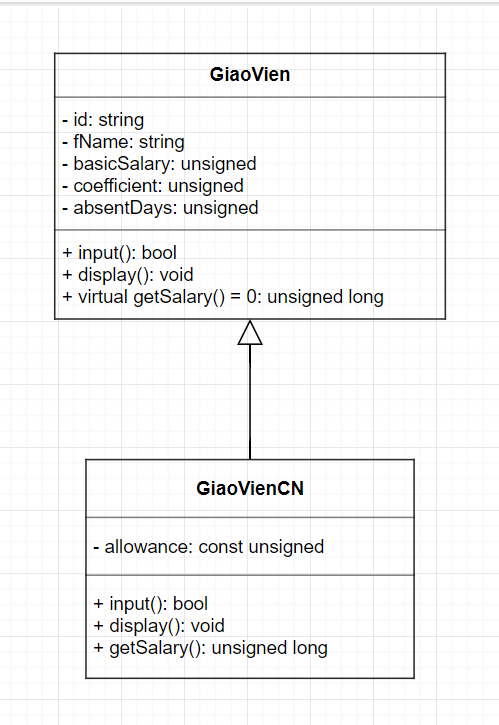 GiaoVien
- id: string
- fName: string
- basicSalary: unsigned
- coefficient: unsigned
- absentDays: unsigned
+ input(): bool
+ display(): void
+ virtual getSalary() = 0: unsigned long
GiaoVienCN
- allowance: const unsigned
+ input(): bool
+ display(): void
+ getSalary(): unsigned long